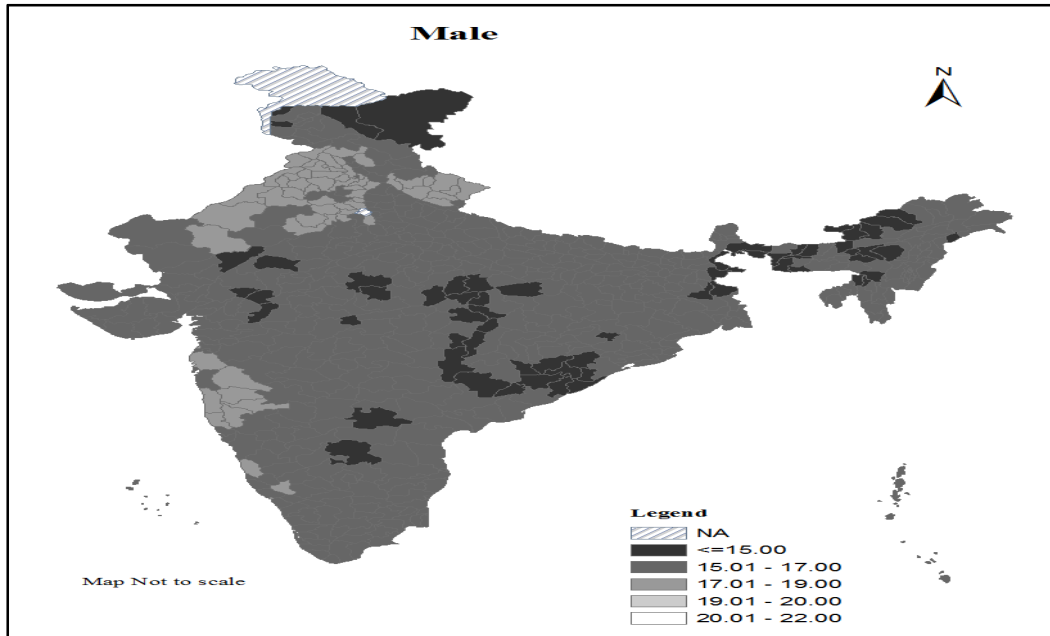 Male
N
Legend
NA
<=15.00
15.01 - 17.00
17.01 - 19.00
19.01 - 20.00
20.01 - 22.00
Map Not to scale